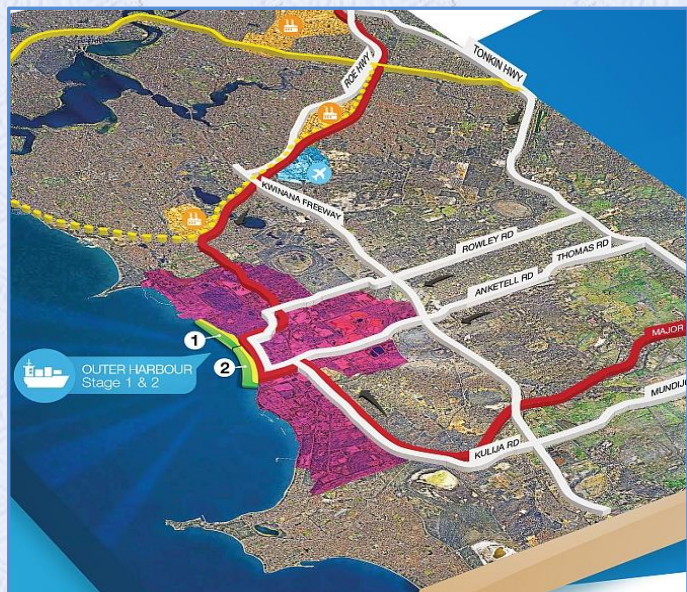 TONKIN HWY
ROE HWY
KWINANA FREEWAY
ROWLEY RD
THOMAS RD
ANKETELL RD
1
2
OUTER HARBOUR
Stage 1 & 2
MAJOR
KULIJA RD